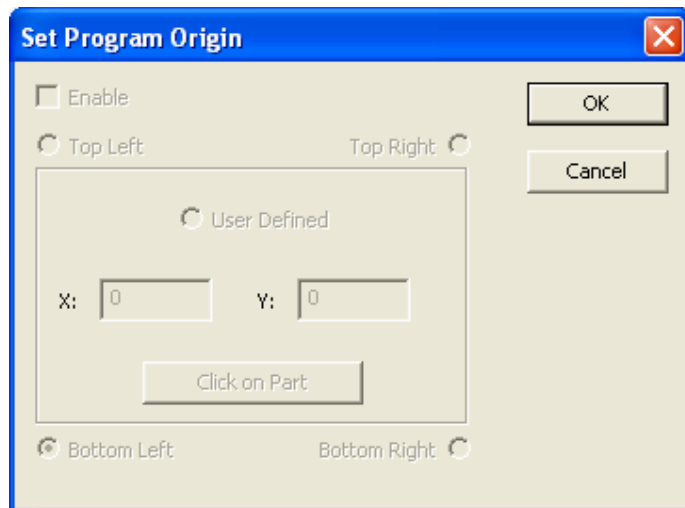 Set Program Origin
Enable
OK
Top Left Top Right
Cancel
User Defined
X: 0 Y: 0
Click on Part
Bottom Left Bottom Right